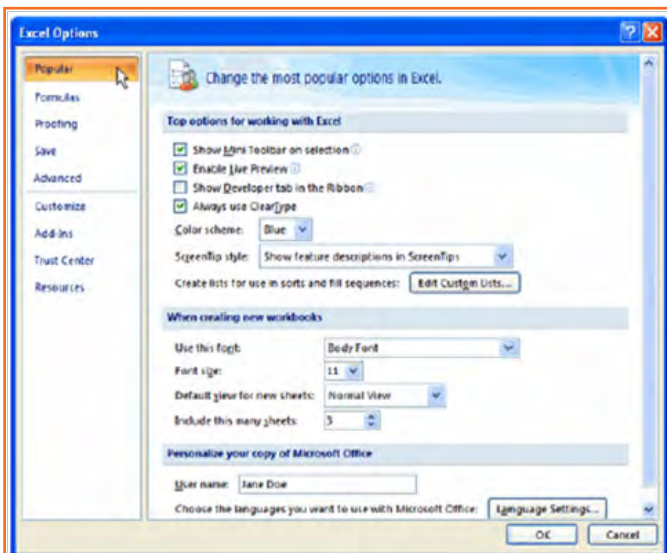 Excel Options
Popular
Formulas
Proofing
Save
Advanced
Customize
Add-Ins
Trust Center
Resources
Change the most popular options in Excel.
Top options for working with Excel
Show Mini Toolbar on selection
Enable Live Preview
Show Developer tab in the Ribbon
Always use ClearType
Color scheme: Blue
ScreenTip style: Show feature descriptions in ScreenTips
Create lists for use in sorts and fill sequences: Edit Custom Lists...
When creating new workbooks
Use this font: Body Font
Font size: 11
Default view for new sheets: Normal View
Include this many sheets: 3
Personalize your copy of Microsoft Office
User name: Jane Doe
Choose the languages you want to use with Microsoft Office: Language Settings...
OK Cancel